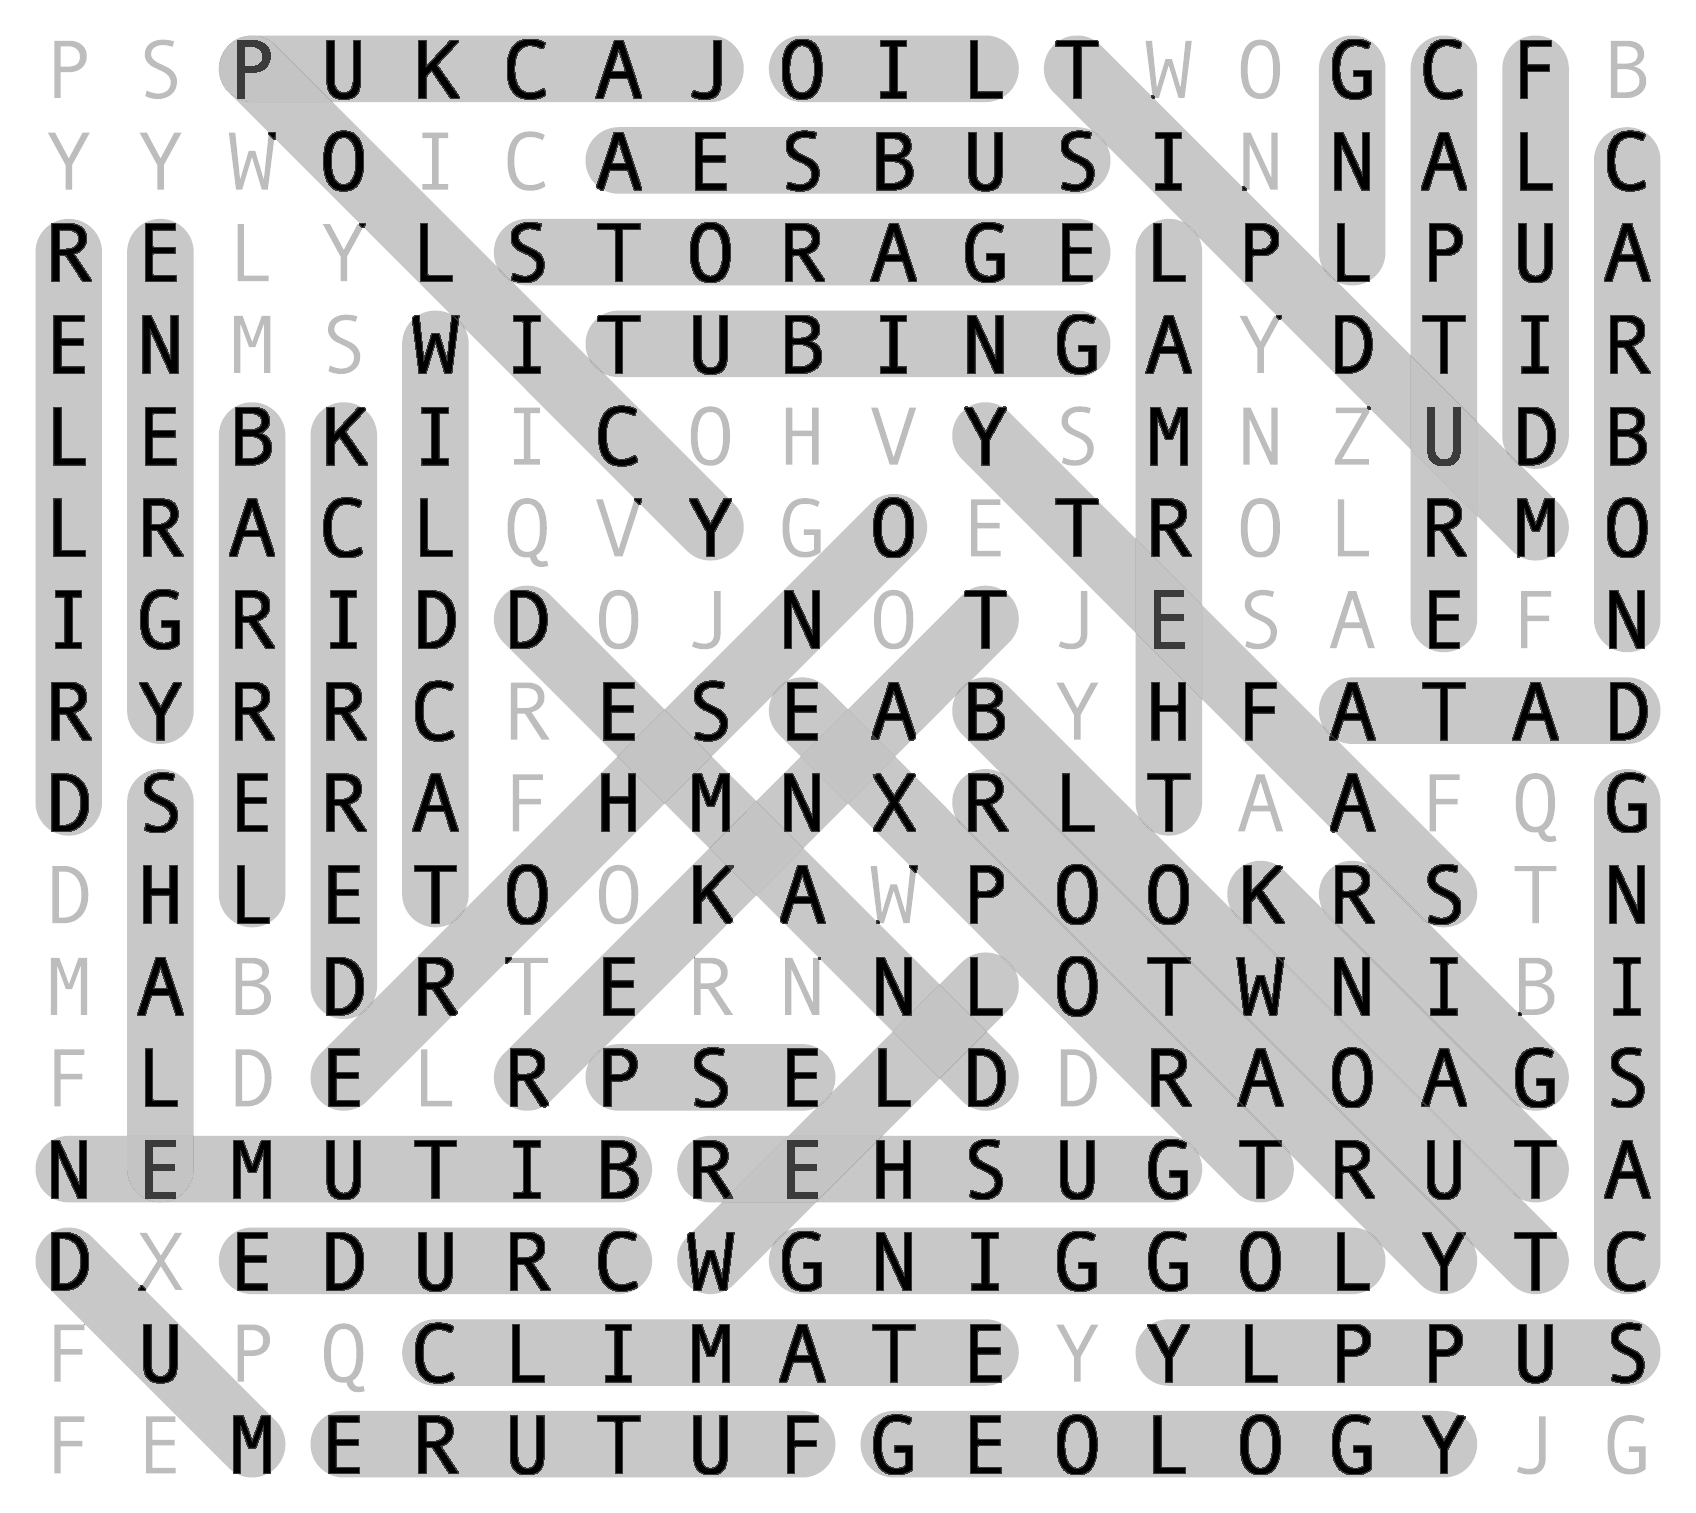 P S P U K C A J O I L T W O G C F B
Y Y W O I C A E S B U S I N N A L C
R E L Y L S T O R A G E L P L P U A
E N M S W I T U B I N G A Y D T I R
L E B K I I C O H V Y S M N Z U D B
L R A C L Q V Y G O E T R O L R M O
I G R I D D O J N O T J E S A E F N
R Y R R C R E S E A B Y H F A T A D
D S E R A F H M N X R L T A A F Q G
D H L E T O O K A W P O O K R S T N
M A B D R T E R N N L O T W N I B I
F L D E L R P S E L D D R A O A G S
N E M U T I B R E H S U G T R U T A
D X E D U R C W G N I G G O L Y T C
F U P Q C L I M A T E Y Y L P P U S
F E M E R U T U F G E O L O G Y J G